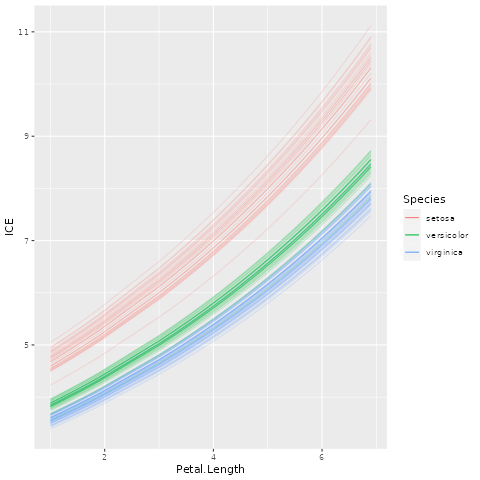 11
9
7
5
ICE
2
4
6
Petal.Length
Species
setosa
versicolor
virginica